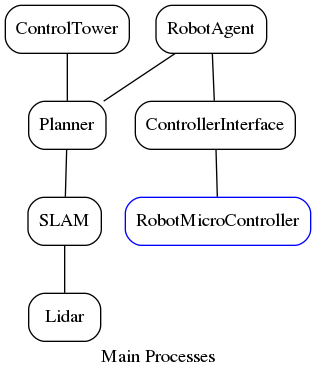 ControlTower
RobotAgent
Planner
ControllerInterface
SLAM
RobotMicroController
Lidar
Main Processes